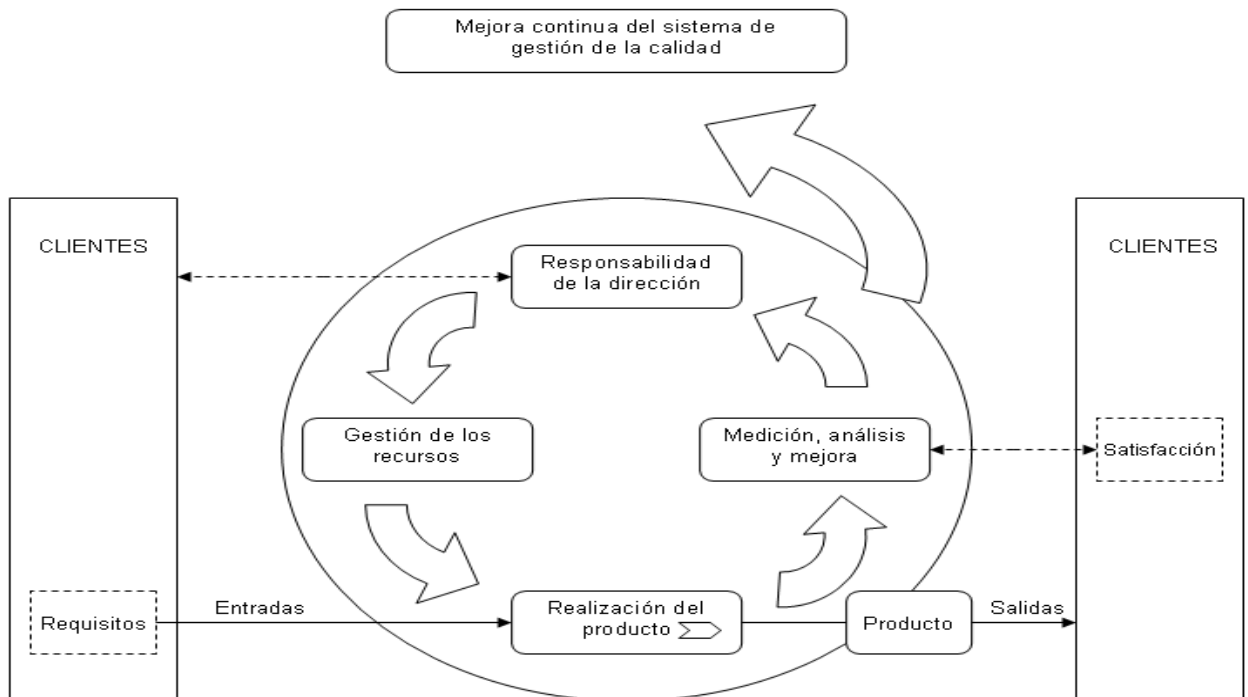 Mejora continua del sistema de
gestión de la calidad
CLIENTES
CLIENTES
Responsabilidad
de la dirección
Gestión de los
recursos
Medición, análisis
y mejora
Satisfacción
Requisitos
Entradas
Realización del
producto
Producto
Salidas